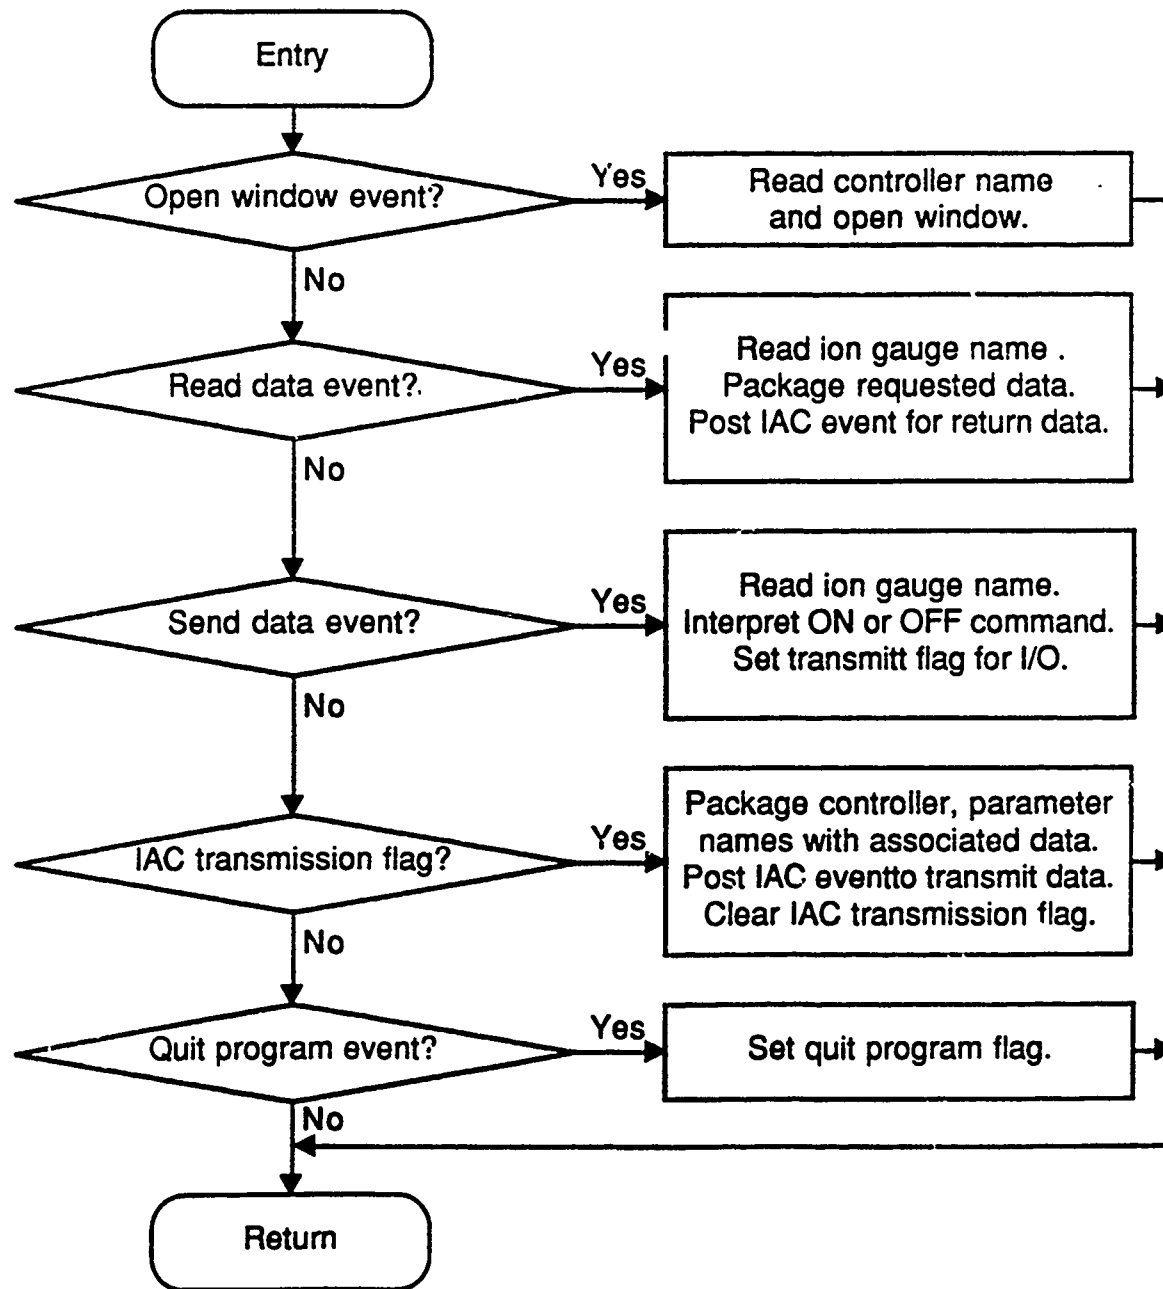 Entry
Open window event?
Yes
Read controller name
and open window.
No
Read data event?
Yes
Read ion gauge name .
Package requested data.
Post IAC event for return data.
No
Send data event?
Yes
Read ion gauge name.
Interpret ON or OFF command.
Set transmitt flag for I/O.
No
IAC transmission flag?
Yes
Package controller, parameter
names with associated data.
Post IAC eventto transmit data.
Clear IAC transmission flag.
No
Quit program event?
Yes
Set quit program flag.
No
Return